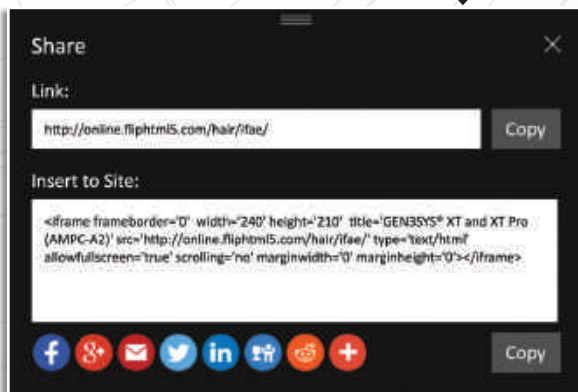 Share
Link:
http://online.fliphtml5.com/hair/ifae/
Copy
Insert to Site:
<iframe frameborder='0' width='240' height='210' title='GEN3SYS® XT and XT Pro
(AMPC-A2)' src='http://online.fliphtml5.com/hair/ifae/' type='text/html'
allowfullscreen='true' scrolling='no' marginwidth='0' marginheight='0'></iframe>
Copy